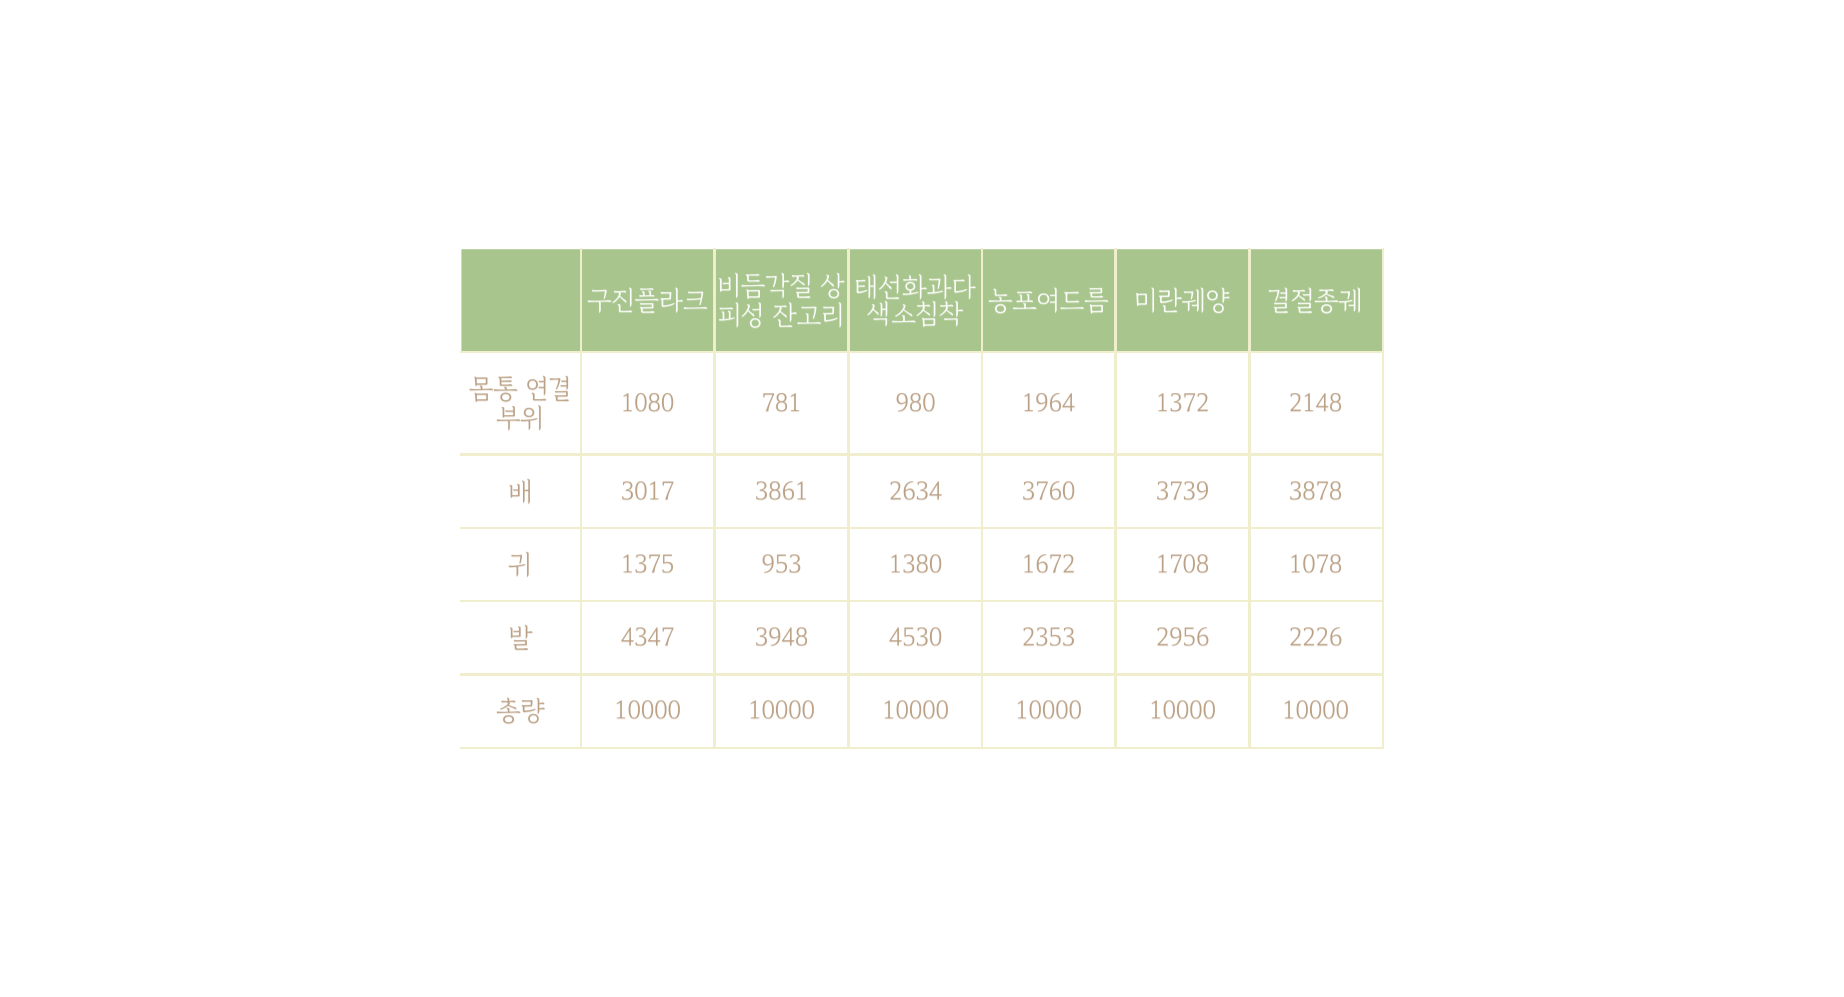 구진플라크
비듬각질 상
피성 잔고리
태선화과다
색소침착
농포여드름
미란궤양
결절종궤
몸통 연결
부위
1080
781
980
1964
1372
2148
배
3017
3861
2634
3760
3739
3878
귀
1375
953
1380
1672
1708
1078
발
4347
3948
4530
2353
2956
2226
총량
10000
10000
10000
10000
10000
10000